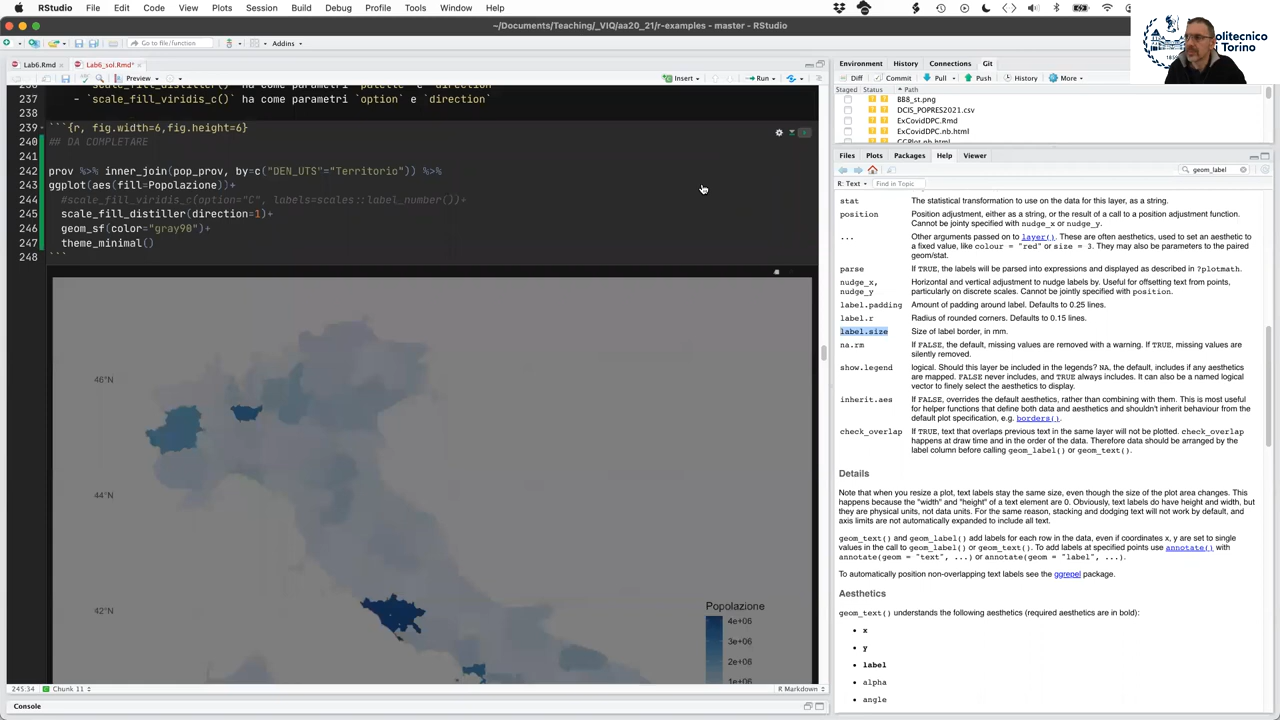 RStudio File Edit Code View Plots Session Build Debug Profile Tools Window Help
~/Documents/Teaching/_VIQ/aa20_21/r-examples - master - RStudio
Go to file/function Addins
Politecnico
di Torino
Lab6.Rmd Lab6_sol.Rmd*
Preview Insert Run
237 - `scale_fill_viridis_c()` ha come parametri `option` e `direction`
238
239 ```{r, fig.width=6,fig.height=6}
240 ## DA COMPLETARE
241
242 prov %>% inner_join(pop_prov, by=c("DEN_UTS"="Territorio")) %>%
243 ggplot(aes(fill=Popolazione))+
244 #scale_fill_viridis_c(option="C", labels=scales::label_number())+
245 scale_fill_distiller(direction=1)+
246 geom_sf(color="gray90")+
247 theme_minimal()
248 ```
46°N
44°N
42°N
Popolazione
4e+06
3e+06
2e+06
1e+06
245:34 Chunk 11 R Markdown
Console
Environment History Connections Git
Diff Commit Pull Push History More
Staged Status Path
BB8_st.png
DCIS_POPRES2021.csv
ExCovidDPC.Rmd
ExCovidDPC.nb.html
Files Plots Packages Help Viewer
geom_label
R: Text Find in Topic
stat The statistical transformation to use on the data for this layer, as a string.
position Position adjustment, either as a string, or the result of a call to a position adjustment function.
Cannot be jointly specified with nudge_x or nudge_y.
... Other arguments passed on to layer(). These are often aesthetics, used to set an aesthetic to
a fixed value, like colour = "red" or size = 3. They may also be parameters to the paired
geom/stat.
parse If TRUE, the labels will be parsed into expressions and displayed as described in ?plotmath.
nudge_x, Horizontal and vertical adjustment to nudge labels by. Useful for offsetting text from points,
nudge_y particularly on discrete scales. Cannot be jointly specified with position.
label.padding Amount of padding around label. Defaults to 0.25 lines.
label.r Radius of rounded corners. Defaults to 0.15 lines.
label.size Size of label border, in mm.
na.rm If FALSE, the default, missing values are removed with a warning. If TRUE, missing values are
silently removed.
show.legend logical. Should this layer be included in the legends? NA, the default, includes if any aesthetics
are mapped. FALSE never includes, and TRUE always includes. It can also be a named logical
vector to finely select the aesthetics to display.
inherit.aes If FALSE, overrides the default aesthetics, rather than combining with them. This is most useful
for helper functions that define both data and aesthetics and shouldn't inherit behaviour from the
default plot specification, e.g. borders().
check_overlap If TRUE, text that overlaps previous text in the same layer will not be plotted. check_overlap
happens at draw time and in the order of the data. Therefore data should be arranged by the
label column before calling geom_label() or geom_text().
Details
Note that when you resize a plot, text labels stay the same size, even though the size of the plot area changes. This
happens because the "width" and "height" of a text element are 0. Obviously, text labels do have height and width, but
they are physical units, not data units. For the same reason, stacking and dodging text will not work by default, and
axis limits are not automatically expanded to include all text.
geom_text() and geom_label() add labels for each row in the data, even if coordinates x, y are set to single
values in the call to geom_label() or geom_text(). To add labels at specified points use annotate() with
annotate(geom = "text", ...) or annotate(geom = "label", ...).
To automatically position non-overlapping text labels see the ggrepel package.
Aesthetics
geom_text() understands the following aesthetics (required aesthetics are in bold):
• x
• y
• label
• alpha
• angle